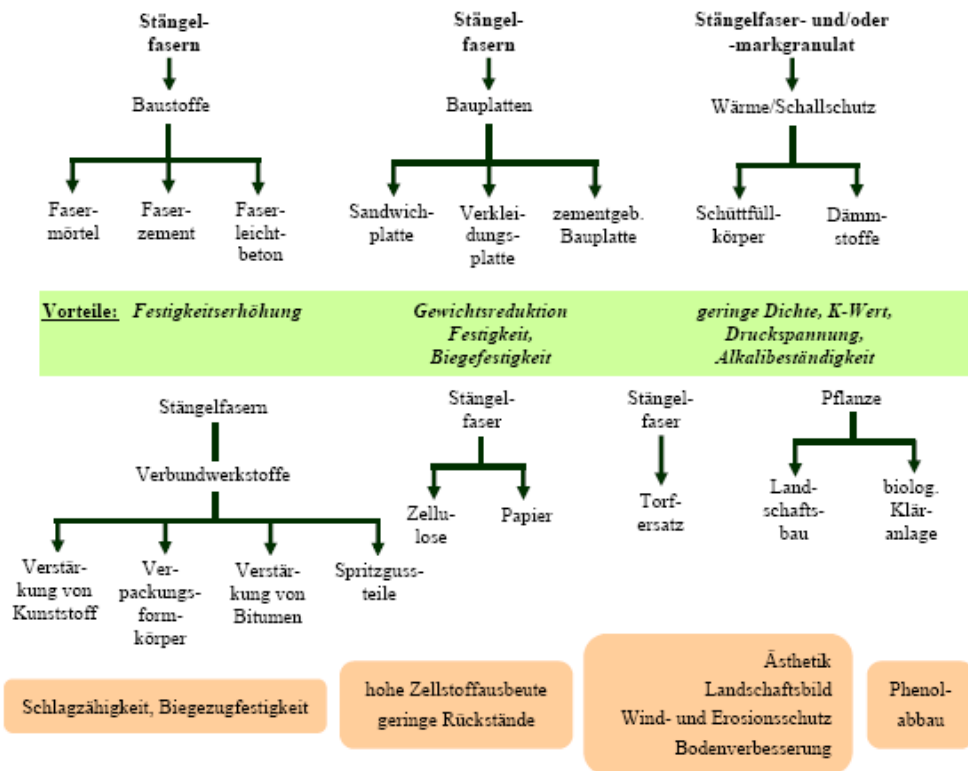 Stängel-
fasern
Baustoffe
Faser-
mörtel
Faser-
zement
Faser-
leicht-
beton
Stängel-
fasern
Bauplatten
Sandwich-
platte
Verklei-
dungs-
platte
zementgeb.
Bauplatte
Stängelfaser- und/oder
-markgranulat
Wärme/Schallschutz
Schüttfüll-
körper
Dämm-
stoffe
Vorteile: Festigkeitserhöhung
Gewichtsreduktion
Festigkeit,
Biegefestigkeit
geringe Dichte, K-Wert,
Druckspannung,
Alkalibeständigkeit
Stängelfasern
Verbundwerkstoffe
Verstär-
kung von
Kunststoff
Ver-
packungs-
form-
körper
Verstär-
kung von
Bitumen
Spritzguss-
teile
Stängel-
faser
Zellu-
lose
Papier
Stängel-
faser
Torf-
ersatz
Pflanze
Land-
schafts-
bau
biolog.
Klär-
anlage
Schlagzähigkeit, Biegezugfestigkeit
hohe Zellstoffausbeute
geringe Rückstände
Ästhetik
Landschaftsbild
Wind- und Erosionsschutz
Bodenverbesserung
Phenol-
abbau